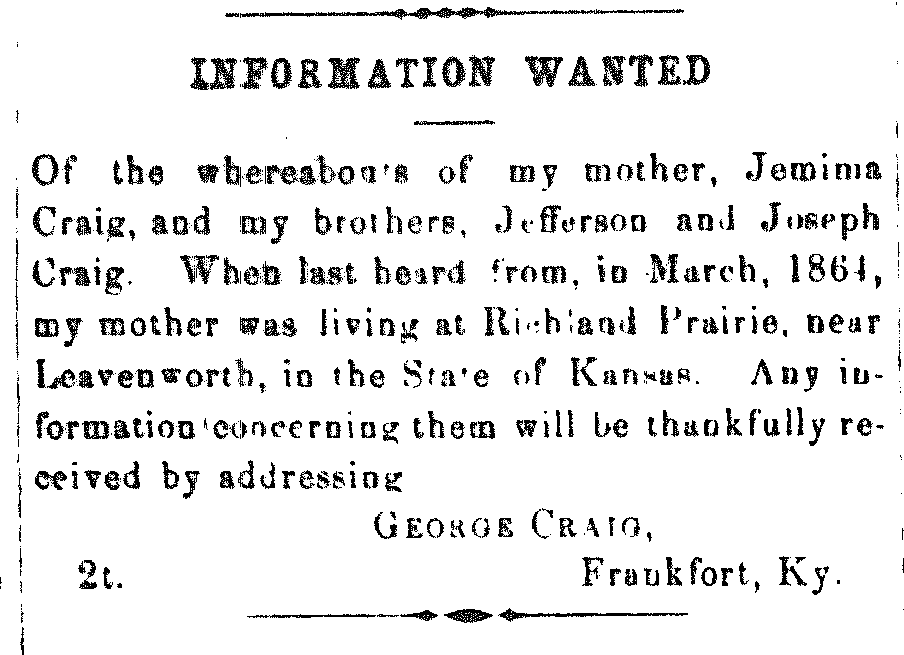 INFORMATION WANTED
Of the whereabouts of my mother, Jemima
Craig, and my brothers, Jefferson and Joseph
Craig. When last heard from, in March, 1864,
my mother was living at Richland Prairie, near
Leavenworth, in the State of Kansas. Any in-
formation concerning them will be thankfully re-
ceived by addressing
GEORGE CRAIG,
2t. Frankfort, Ky.